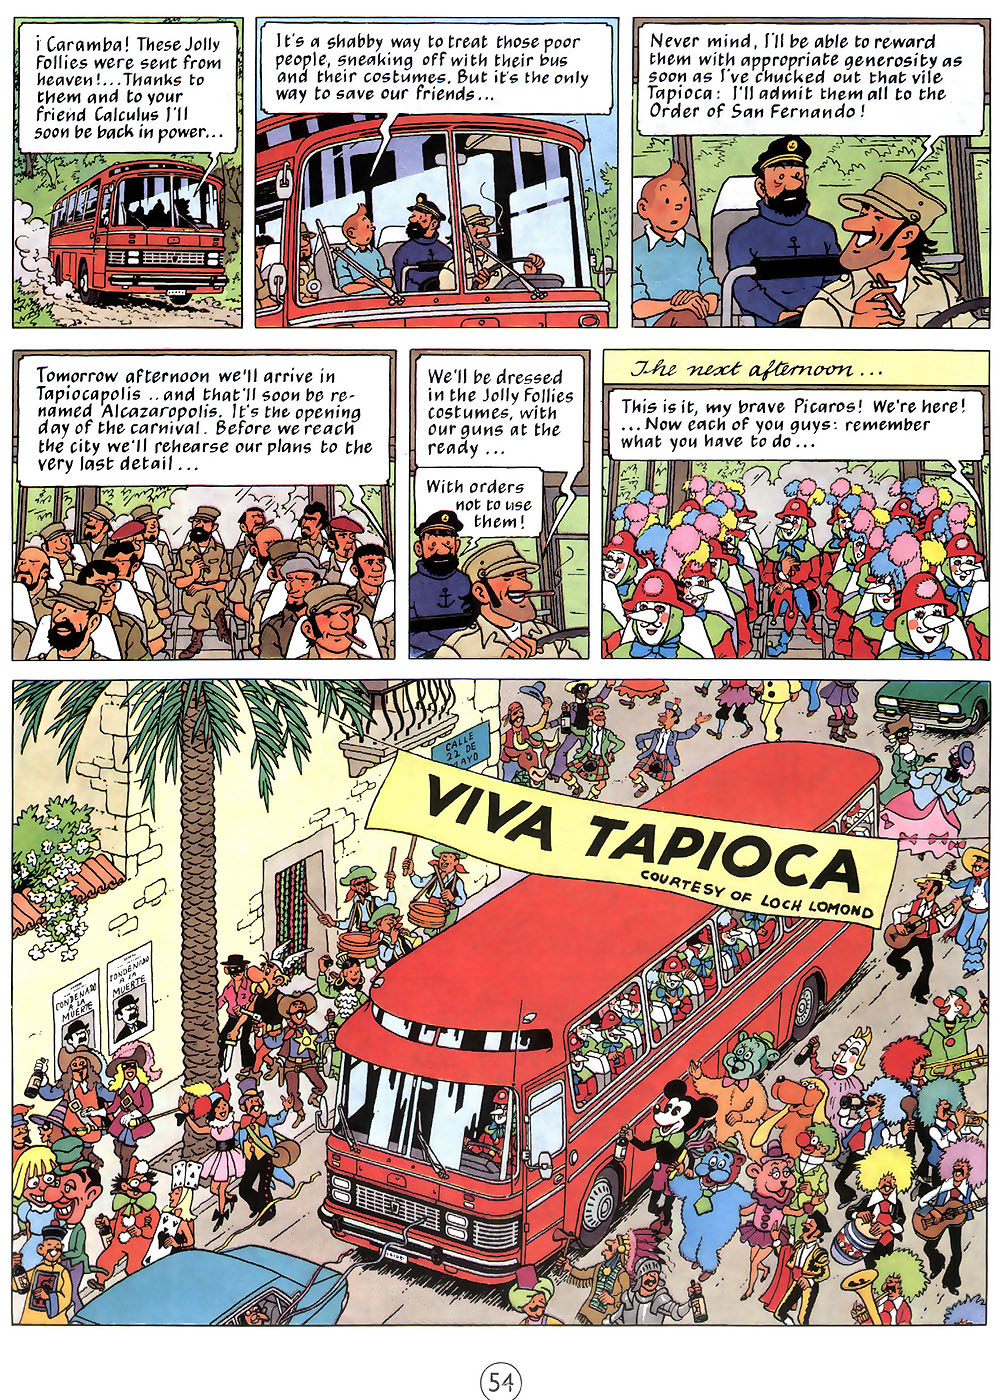 ¡Caramba! These Jolly
Follies were sent from
heaven!...Thanks to
them and to your
friend Calculus I'll
soon be back in power...
It's a shabby way to treat those poor
people, sneaking off with their bus
and their costumes. But it's the only
way to save our friends...
Never mind, I'll be able to reward
them with appropriate generosity as
soon as I've chucked out that vile
Tapioca: I'll admit them all to the
Order of San Fernando!
Tomorrow afternoon we'll arrive in
Tapiocapolis .. and that'll soon be re-
named Alcazaropolis. It's the opening
day of the carnival. Before we reach
the city we'll rehearse our plans to the
very last detail...
We'll be dressed
in the Jolly Follies
costumes, with
our guns at the
ready...
With orders
not to use
them!
The next afternoon...
This is it, my brave Picaros! We're here!
...Now each of you guys: remember
what you have to do...
CALLE
22 DE
AYO
VIVA TAPIOCA
COURTESY OF LOCH LOMOND
CONDENADO
A LA
MUERTE
CONDENADO
A LA
MUERTE
54